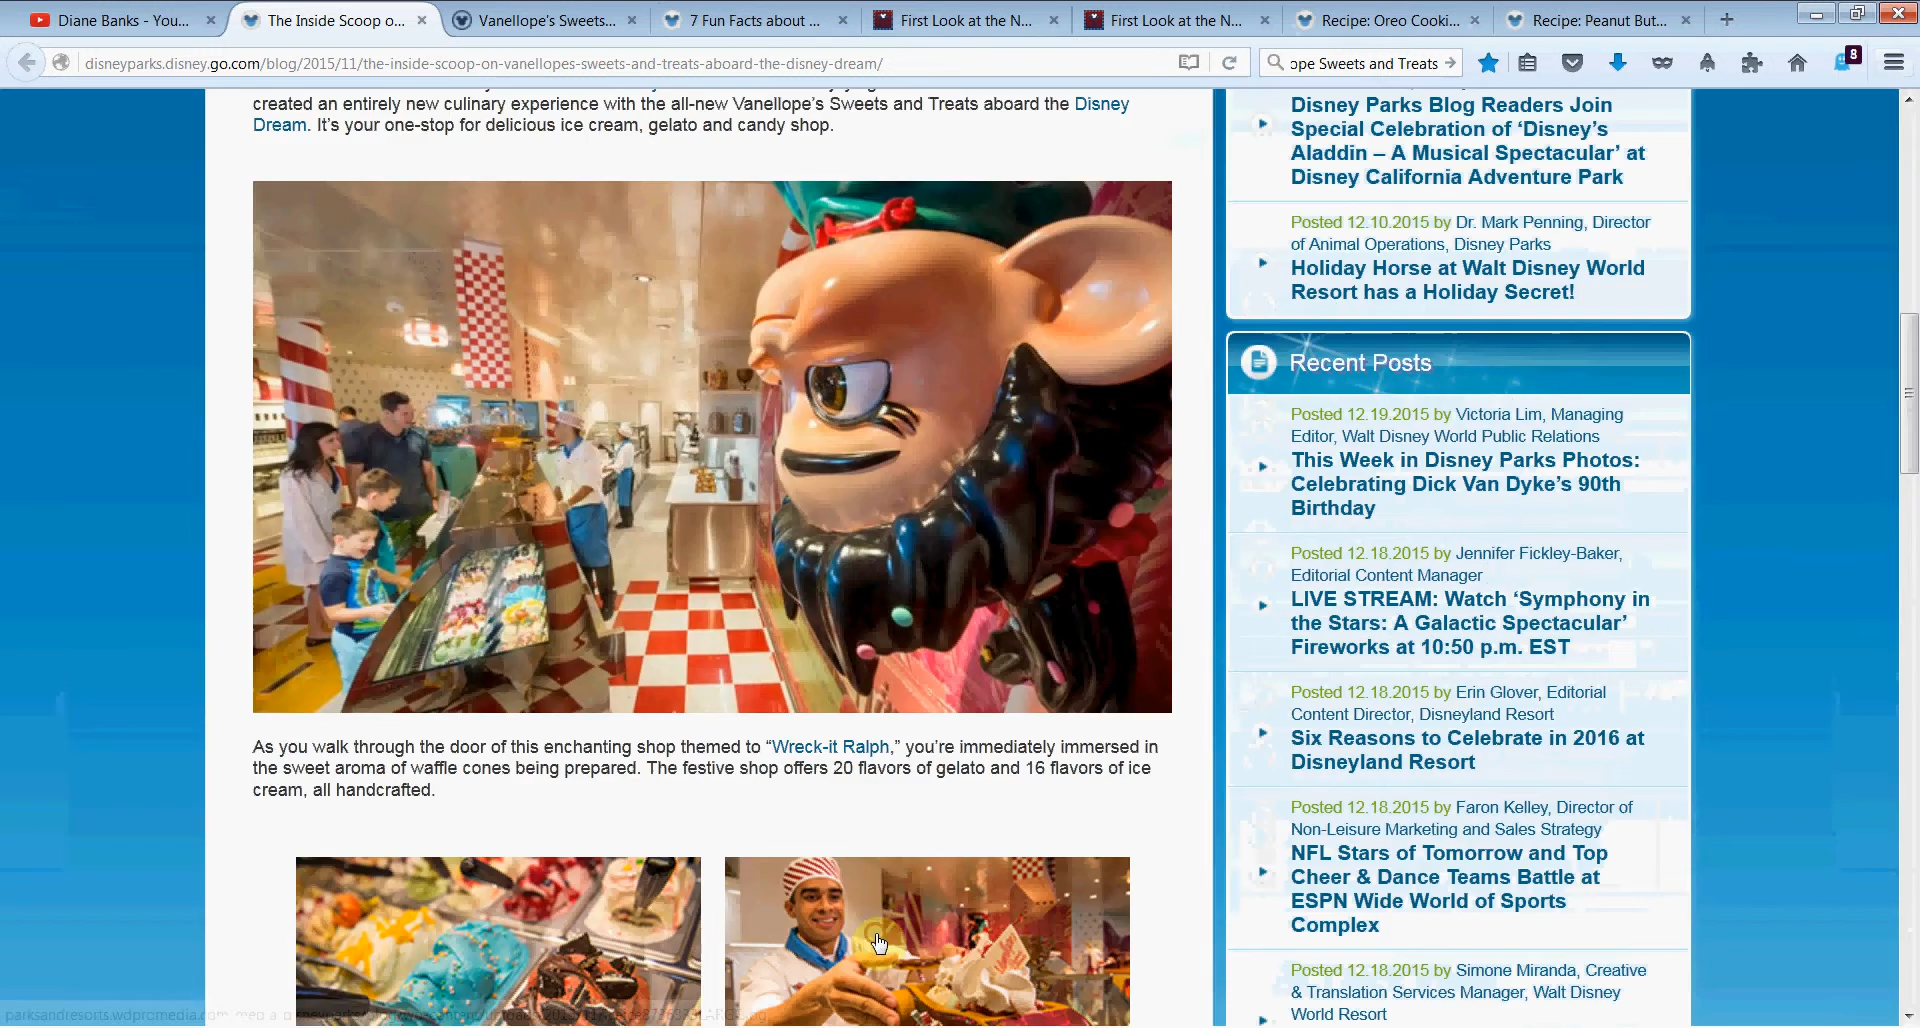 Diane Banks - You...
The Inside Scoop o...
Vanellope's Sweets...
7 Fun Facts about ...
First Look at the N...
First Look at the N...
Recipe: Oreo Cooki...
Recipe: Peanut But...
disneyparks.disney.go.com/blog/2015/11/the-inside-scoop-on-vanellopes-sweets-and-treats-aboard-the-disney-dream/
ope Sweets and Treats
8
created an entirely new culinary experience with the all-new Vanellope's Sweets and Treats aboard the Disney
Dream. It's your one-stop for delicious ice cream, gelato and candy shop.
As you walk through the door of this enchanting shop themed to “Wreck-it Ralph,” you're immediately immersed in
the sweet aroma of waffle cones being prepared. The festive shop offers 20 flavors of gelato and 16 flavors of ice
cream, all handcrafted.
Disney Parks Blog Readers Join
Special Celebration of ‘Disney's
Aladdin – A Musical Spectacular’ at
Disney California Adventure Park
Posted 12.10.2015 by Dr. Mark Penning, Director
of Animal Operations, Disney Parks
Holiday Horse at Walt Disney World
Resort has a Holiday Secret!
Recent Posts
Posted 12.19.2015 by Victoria Lim, Managing
Editor, Walt Disney World Public Relations
This Week in Disney Parks Photos:
Celebrating Dick Van Dyke's 90th
Birthday
Posted 12.18.2015 by Jennifer Fickley-Baker,
Editorial Content Manager
LIVE STREAM: Watch ‘Symphony in
the Stars: A Galactic Spectacular’
Fireworks at 10:50 p.m. EST
Posted 12.18.2015 by Erin Glover, Editorial
Content Director, Disneyland Resort
Six Reasons to Celebrate in 2016 at
Disneyland Resort
Posted 12.18.2015 by Faron Kelley, Director of
Non-Leisure Marketing and Sales Strategy
NFL Stars of Tomorrow and Top
Cheer & Dance Teams Battle at
ESPN Wide World of Sports
Complex
Posted 12.18.2015 by Simone Miranda, Creative
& Translation Services Manager, Walt Disney
World Resort